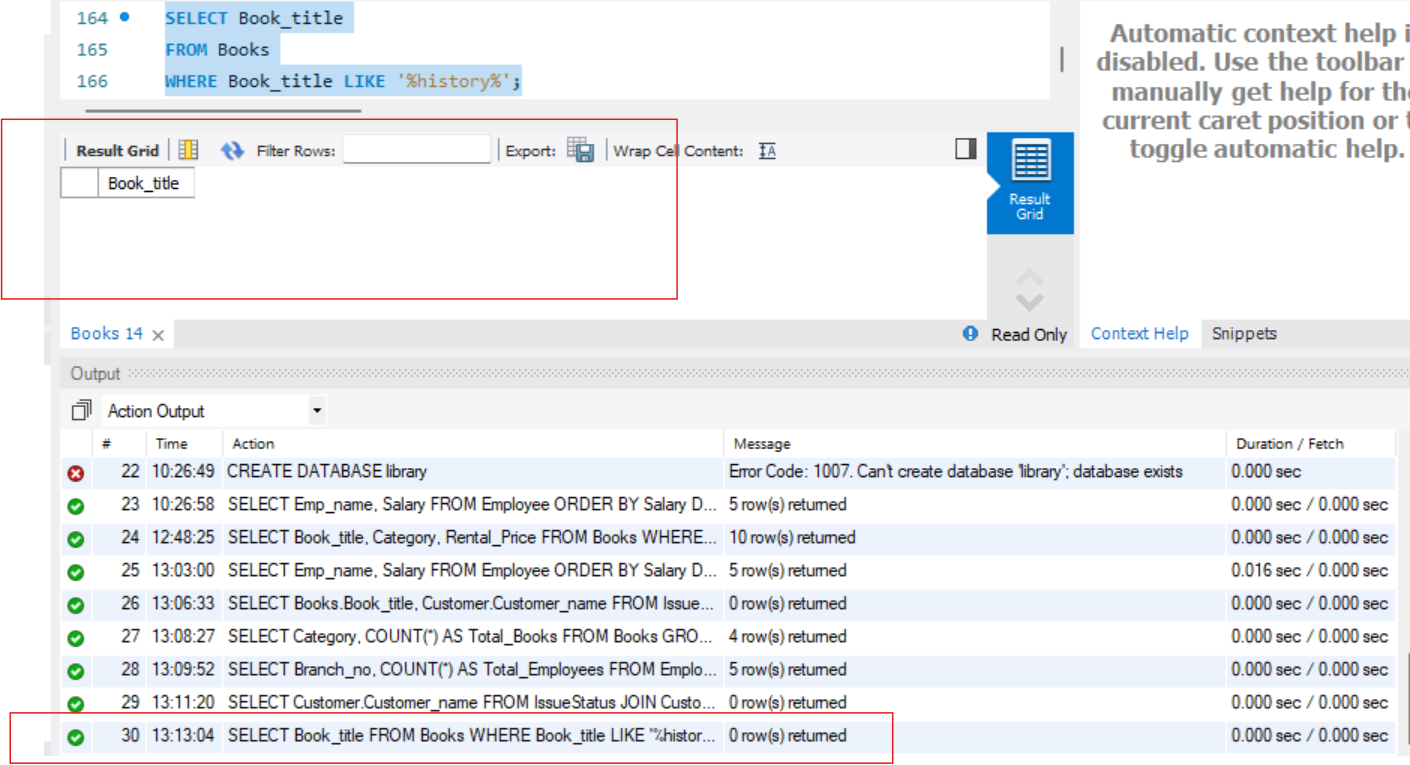 164 SELECT Book_title
165 FROM Books
166 WHERE Book_title LIKE '%history%';
Automatic context help i
disabled. Use the toolbar
manually get help for the
current caret position or t
toggle automatic help.
Result Grid Filter Rows: Export: Wrap Cell Content:
Book_title
Result
Grid
Books 14
Read Only
Context Help Snippets
Output
Action Output
# Time Action Message Duration / Fetch
22 10:26:49 CREATE DATABASE library Error Code: 1007. Can't create database 'library'; database exists 0.000 sec
23 10:26:58 SELECT Emp_name, Salary FROM Employee ORDER BY Salary D... 5 row(s) returned 0.000 sec / 0.000 sec
24 12:48:25 SELECT Book_title, Category, Rental_Price FROM Books WHERE... 10 row(s) returned 0.000 sec / 0.000 sec
25 13:03:00 SELECT Emp_name, Salary FROM Employee ORDER BY Salary D... 5 row(s) returned 0.016 sec / 0.000 sec
26 13:06:33 SELECT Books.Book_title, Customer.Customer_name FROM Issue... 0 row(s) returned 0.000 sec / 0.000 sec
27 13:08:27 SELECT Category, COUNT(*) AS Total_Books FROM Books GRO... 4 row(s) returned 0.000 sec / 0.000 sec
28 13:09:52 SELECT Branch_no, COUNT(*) AS Total_Employees FROM Emplo... 5 row(s) returned 0.000 sec / 0.000 sec
29 13:11:20 SELECT Customer.Customer_name FROM IssueStatus JOIN Custo... 0 row(s) returned 0.000 sec / 0.000 sec
30 13:13:04 SELECT Book_title FROM Books WHERE Book_title LIKE '%histor... 0 row(s) returned 0.000 sec / 0.000 sec